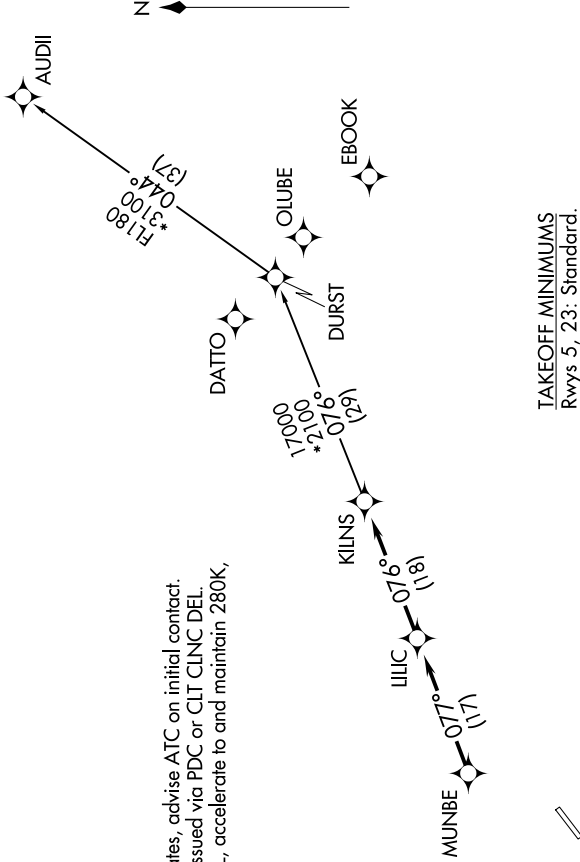 N
AUDII
FL180
*3100
044°
(37)
EBOOK
OLUBE
DURST
DATTO
17000
*2100
076°
(29)
KILNS
076°
(18)
LILIC
077°
(17)
MUNBE
TAKEOFF MINIMUMS
Rwys 5, 23: Standard.
tes, advise ATC on initial contact.
ssued via PDC or CLT CLNC DEL.
, accelerate to and maintain 280K,